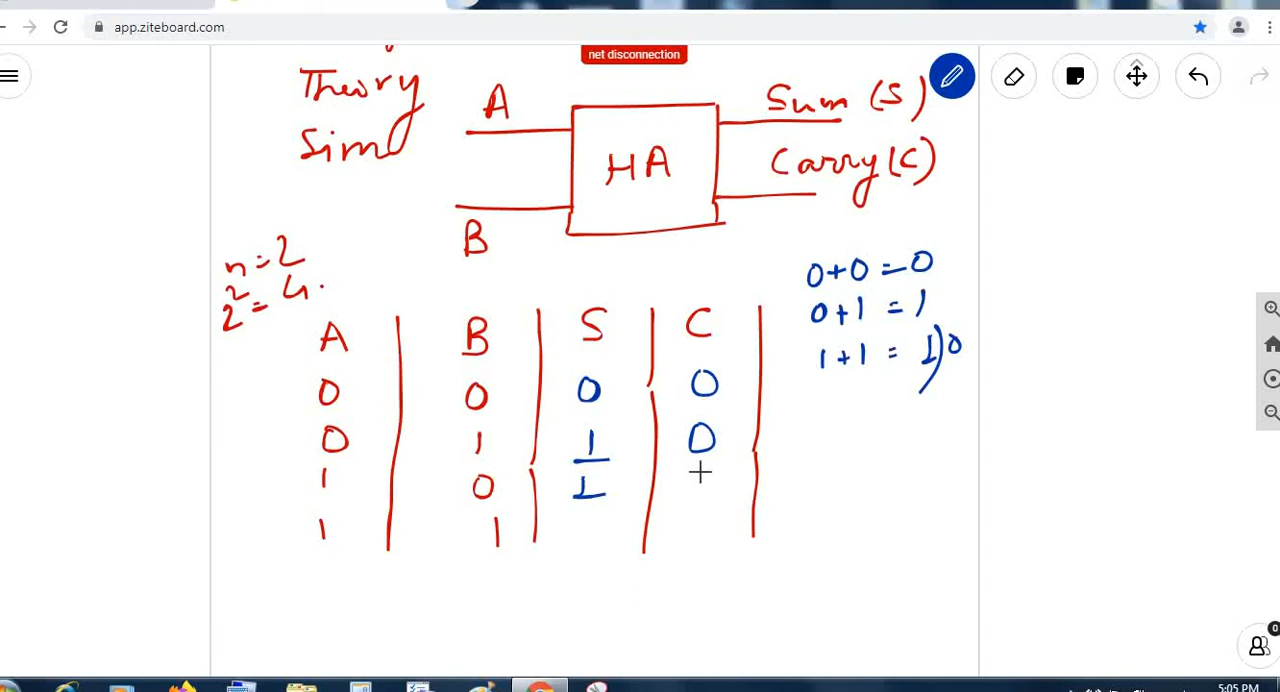 app.ziteboard.com
net disconnection
Theory
Sim
A
B
HA
Sum (S)
Carry (C)
n = 2
2² = 4.
0+0 = 0
0+1 = 1
1+1 = 1)0
A B S C
0 0 0 0
0 1 1 0
1 0 1
1 1
0
5:05 PM